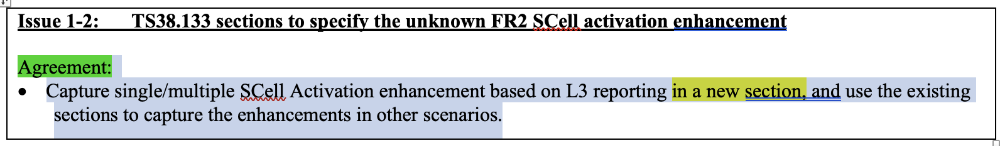 Issue 1-2: TS38.133 sections to specify the unknown FR2 SCell activation enhancement
Agreement:
• Capture single/multiple SCell Activation enhancement based on L3 reporting in a new section, and use the existing
sections to capture the enhancements in other scenarios.